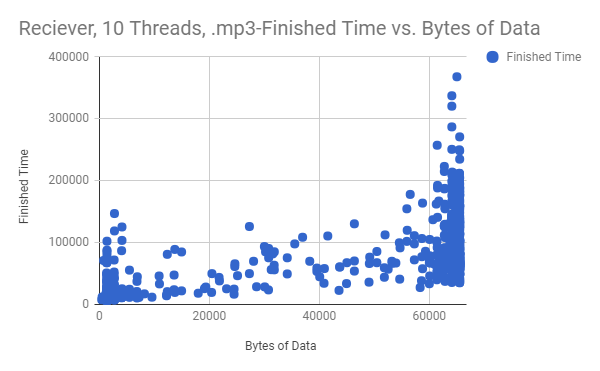 Reciever, 10 Threads, .mp3-Finished Time vs. Bytes of Data
Finished Time
400000
300000
200000
100000
0
Finished Time
0
20000
40000
60000
Bytes of Data